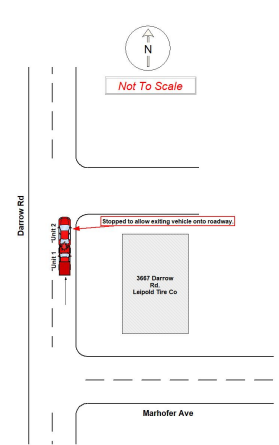 N
Not To Scale
Darrow Rd
Stopped to allow exiting vehicle onto roadway.
"Unit 2
"Unit 1
3667 Darrow
Rd.
Leipold Tire Co
Marhofer Ave